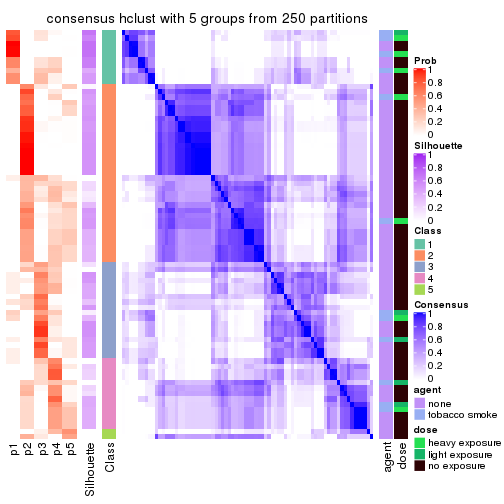 consensus hclust with 5 groups from 250 partitions
Prob
1
0.8
0.6
0.4
0.2
0
Silhouette
1
0.8
0.6
0.4
0.2
0
Class
1
2
3
4
5
Consensus
1
0.8
0.6
0.4
0.2
0
agent
none
tobacco smoke
dose
heavy exposure
light exposure
no exposure
p1
p2
p3
p4
p5
Silhouette
Class
agent
dose